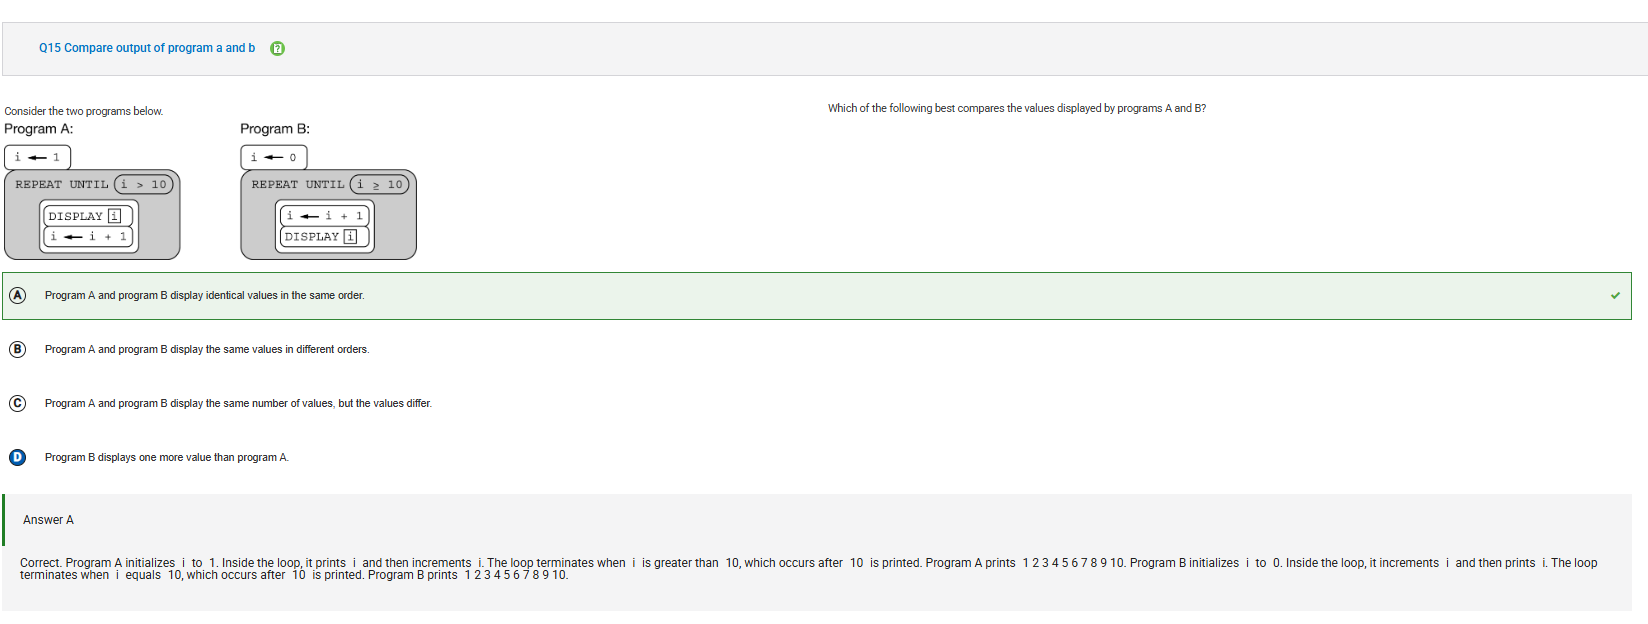 Q15 Compare output of program a and b
Consider the two programs below.
Which of the following best compares the values displayed by programs A and B?
Program A:
Program B:
i ← 1
i ← 0
REPEAT UNTIL i > 10
REPEAT UNTIL i ≥ 10
DISPLAY i
i ← i + 1
i ← i + 1
DISPLAY i
A Program A and program B display identical values in the same order.
B Program A and program B display the same values in different orders.
C Program A and program B display the same number of values, but the values differ.
D Program B displays one more value than program A.
Answer A
Correct. Program A initializes i to 1. Inside the loop, it prints i and then increments i. The loop terminates when i is greater than 10, which occurs after 10 is printed. Program A prints 1 2 3 4 5 6 7 8 9 10. Program B initializes i to 0. Inside the loop, it increments i and then prints i. The loop
terminates when i equals 10, which occurs after 10 is printed. Program B prints 1 2 3 4 5 6 7 8 9 10.